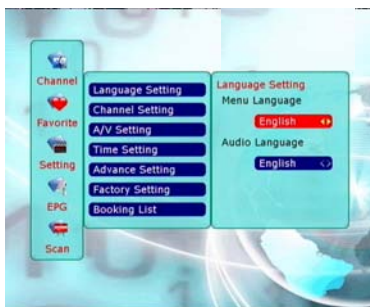 Channel
Favorite
Setting
EPG
Scan
Language Setting
Channel Setting
A/V Setting
Time Setting
Advance Setting
Factory Setting
Booking List
Language Setting
Menu Language
English
Audio Language
English